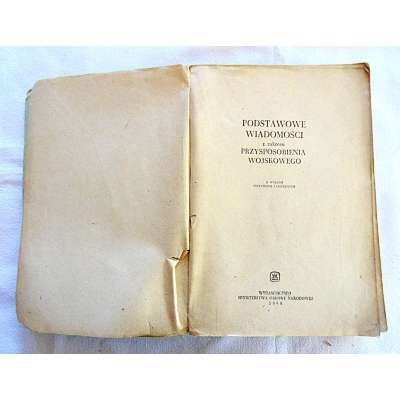 PODSTAWOWE
WIADOMOŚCI
z zakresu
PRZYSPOSOBIENIA
WOJSKOWEGO
WYDAWNICTWO
MINISTERSTWA OBRONY NARODOWEJ